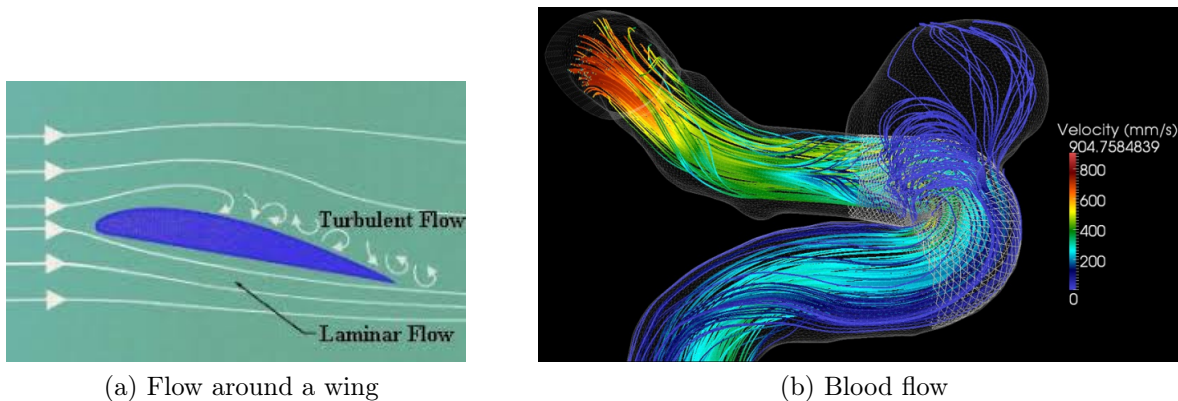 Turbulent Flow
Laminar Flow
Velocity (mm/s)
904.7584839
800
600
400
200
0
(a) Flow around a wing
(b) Blood flow